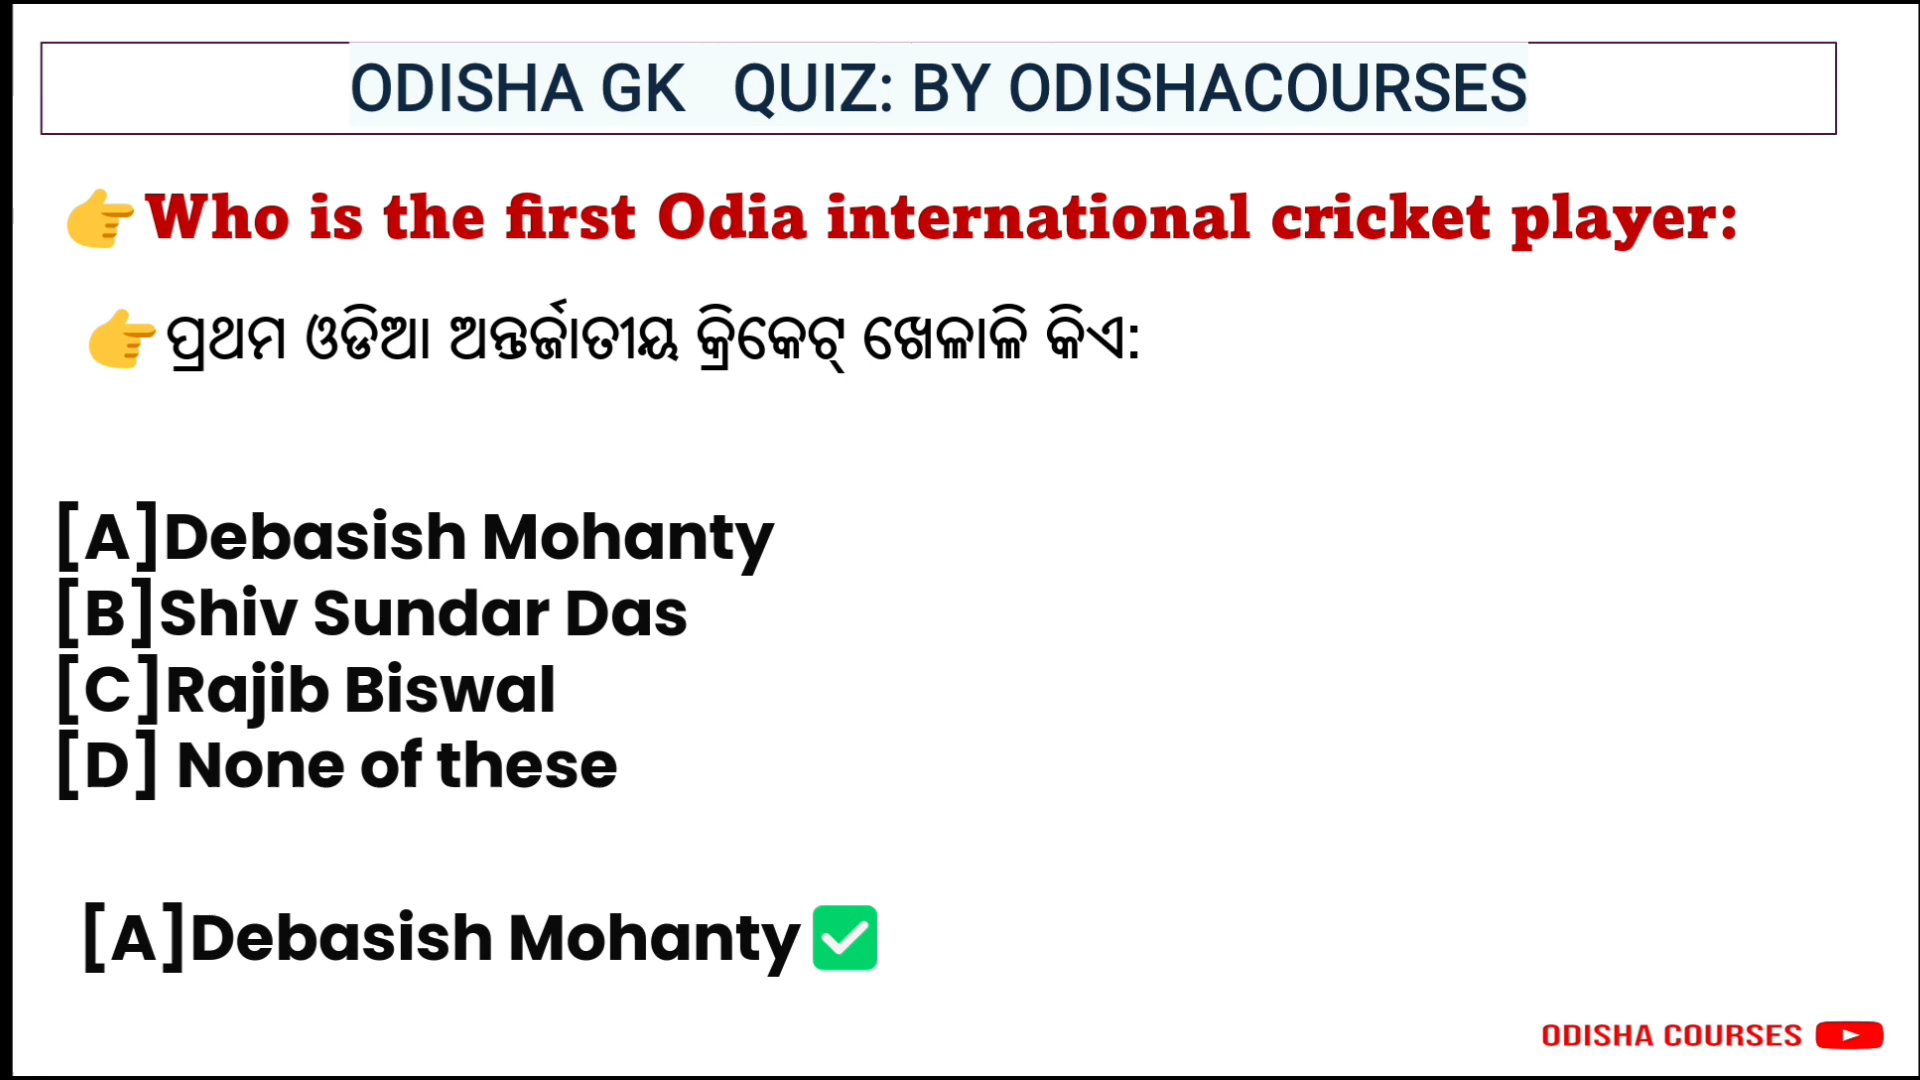 ODISHA GK QUIZ: BY ODISHACOURSES
👉Who is the first Odia international cricket player:
👉ପ୍ରଥମ ଓଡିଆ ଅନ୍ତର୍ଜାତୀୟ କ୍ରିକେଟ୍ ଖେଳାଳି କିଏ:
[A]Debasish Mohanty
[B]Shiv Sundar Das
[C]Rajib Biswal
[D] None of these
[A]Debasish Mohanty✅
ODISHA COURSES